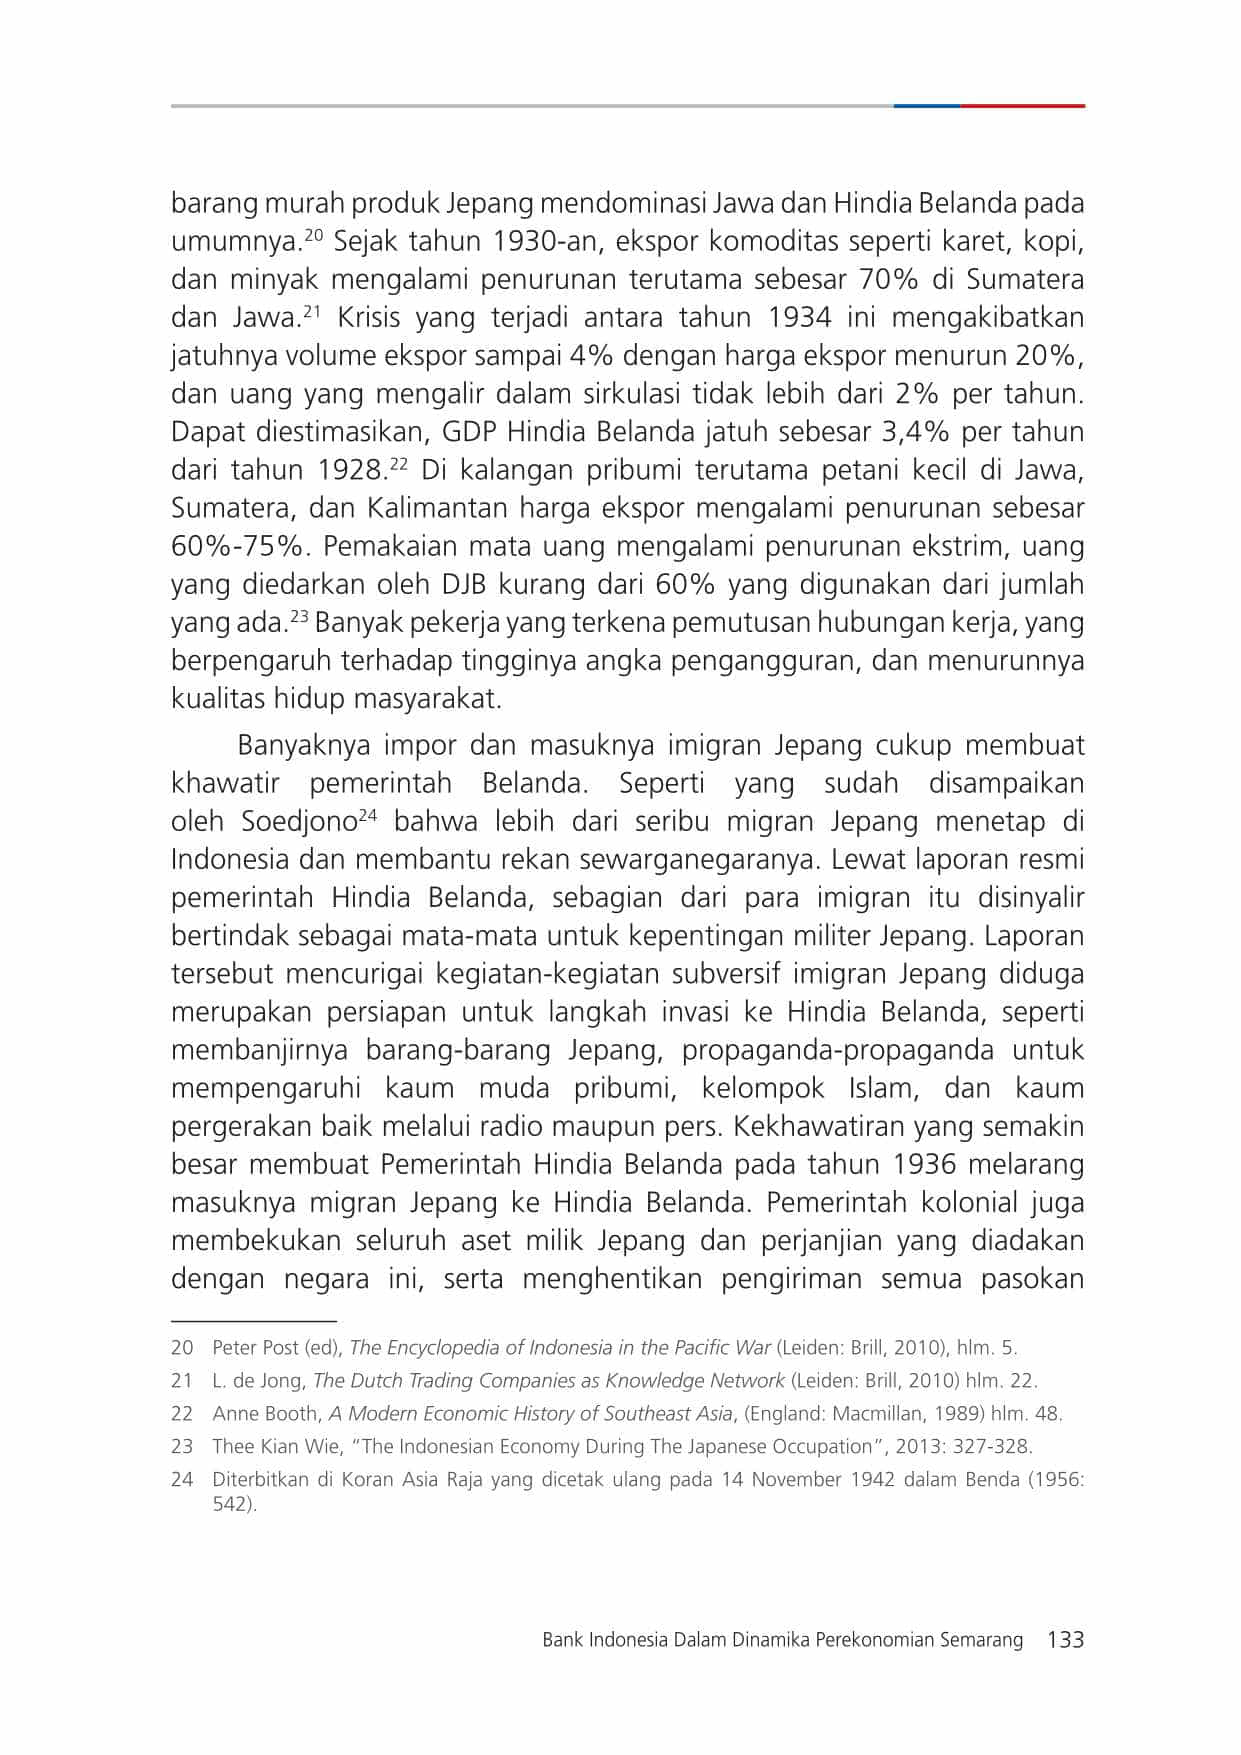 barang murah produk Jepang mendominasi Jawa dan Hindia Belanda pada
umumnya.20 Sejak tahun 1930-an, ekspor komoditas seperti karet, kopi,
dan minyak mengalami penurunan terutama sebesar 70% di Sumatera
dan Jawa.21 Krisis yang terjadi antara tahun 1934 ini mengakibatkan
jatuhnya volume ekspor sampai 4% dengan harga ekspor menurun 20%,
dan uang yang mengalir dalam sirkulasi tidak lebih dari 2% per tahun.
Dapat diestimasikan, GDP Hindia Belanda jatuh sebesar 3,4% per tahun
dari tahun 1928.22 Di kalangan pribumi terutama petani kecil di Jawa,
Sumatera, dan Kalimantan harga ekspor mengalami penurunan sebesar
60%-75%. Pemakaian mata uang mengalami penurunan ekstrim, uang
yang diedarkan oleh DJB kurang dari 60% yang digunakan dari jumlah
yang ada.23 Banyak pekerja yang terkena pemutusan hubungan kerja, yang
berpengaruh terhadap tingginya angka pengangguran, dan menurunnya
kualitas hidup masyarakat.
Banyaknya impor dan masuknya imigran Jepang cukup membuat
khawatir pemerintah Belanda. Seperti yang sudah disampaikan
oleh Soedjono24 bahwa lebih dari seribu migran Jepang menetap di
Indonesia dan membantu rekan sewarganegaranya. Lewat laporan resmi
pemerintah Hindia Belanda, sebagian dari para imigran itu disinyalir
bertindak sebagai mata-mata untuk kepentingan militer Jepang. Laporan
tersebut mencurigai kegiatan-kegiatan subversif imigran Jepang diduga
merupakan persiapan untuk langkah invasi ke Hindia Belanda, seperti
membanjirnya barang-barang Jepang, propaganda-propaganda untuk
mempengaruhi kaum muda pribumi, kelompok Islam, dan kaum
pergerakan baik melalui radio maupun pers. Kekhawatiran yang semakin
besar membuat Pemerintah Hindia Belanda pada tahun 1936 melarang
masuknya migran Jepang ke Hindia Belanda. Pemerintah kolonial juga
membekukan seluruh aset milik Jepang dan perjanjian yang diadakan
dengan negara ini, serta menghentikan pengiriman semua pasokan
20 Peter Post (ed), The Encyclopedia of Indonesia in the Pacific War (Leiden: Brill, 2010), hlm. 5.
21 L. de Jong, The Dutch Trading Companies as Knowledge Network (Leiden: Brill, 2010) hlm. 22.
22 Anne Booth, A Modern Economic History of Southeast Asia, (England: Macmillan, 1989) hlm. 48.
23 Thee Kian Wie, “The Indonesian Economy During The Japanese Occupation”, 2013: 327-328.
24 Diterbitkan di Koran Asia Raja yang dicetak ulang pada 14 November 1942 dalam Benda (1956:
542).
Bank Indonesia Dalam Dinamika Perekonomian Semarang 133